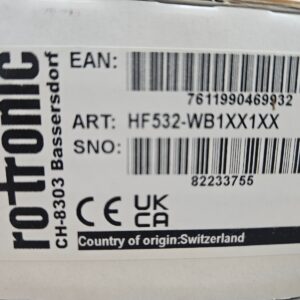 rotronic
CH-8303 Bassersdorf
EAN:
7611990469932
ART: HF532-WB1XX1XX
SNO:
82233755
CE UK
CA
Country of origin:Switzerland